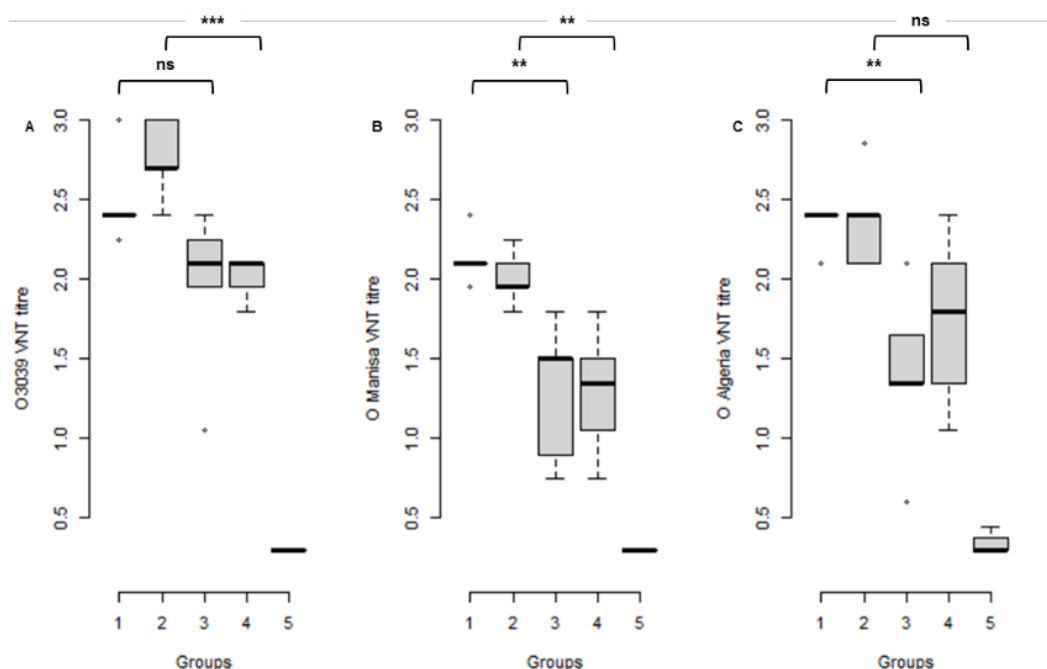 *** ** ns
ns ** **
A B C
O3039 VNT titre
3.0
2.5
2.0
1.5
1.0
0.5
1 2 3 4 5
Groups
O Manisa VNT titre
3.0
2.5
2.0
1.5
1.0
0.5
1 2 3 4 5
Groups
O Algeria VNT titre
3.0
2.5
2.0
1.5
1.0
0.5
1 2 3 4 5
Groups